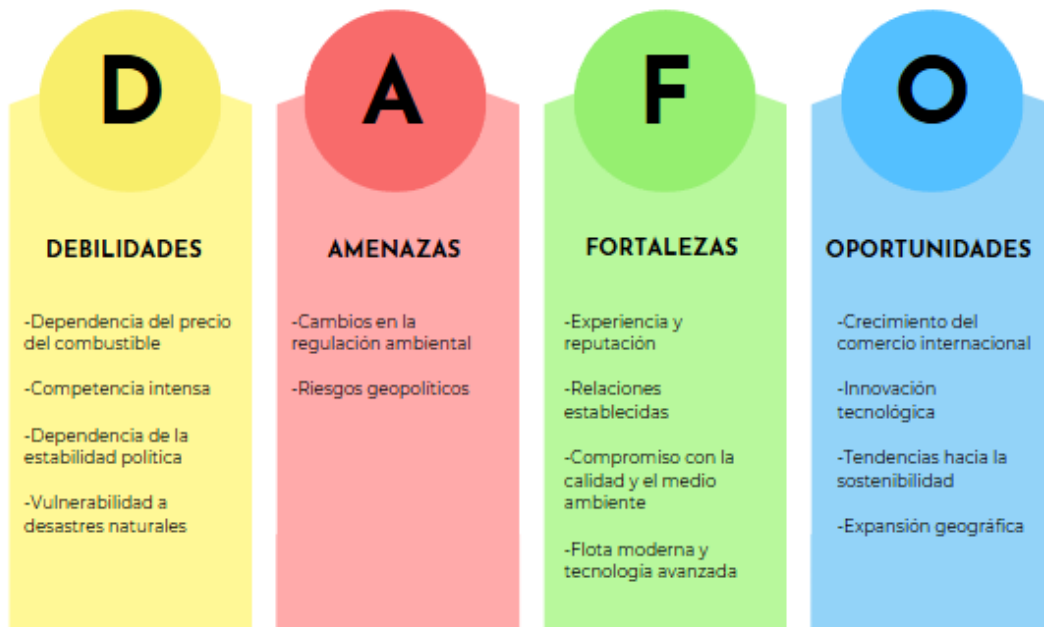 D
DEBILIDADES
-Dependencia del precio
del combustible
-Competencia intensa
-Dependencia de la
estabilidad política
-Vulnerabilidad a
desastres naturales
A
AMENAZAS
-Cambios en la
regulación ambiental
-Riesgos geopolíticos
F
FORTALEZAS
-Experiencia y
reputación
-Relaciones
establecidas
-Compromiso con la
calidad y el medio
ambiente
-Flota moderna y
tecnología avanzada
O
OPORTUNIDADES
-Crecimiento del
comercio internacional
-Innovación
tecnológica
-Tendencias hacia la
sostenibilidad
-Expansión geográfica